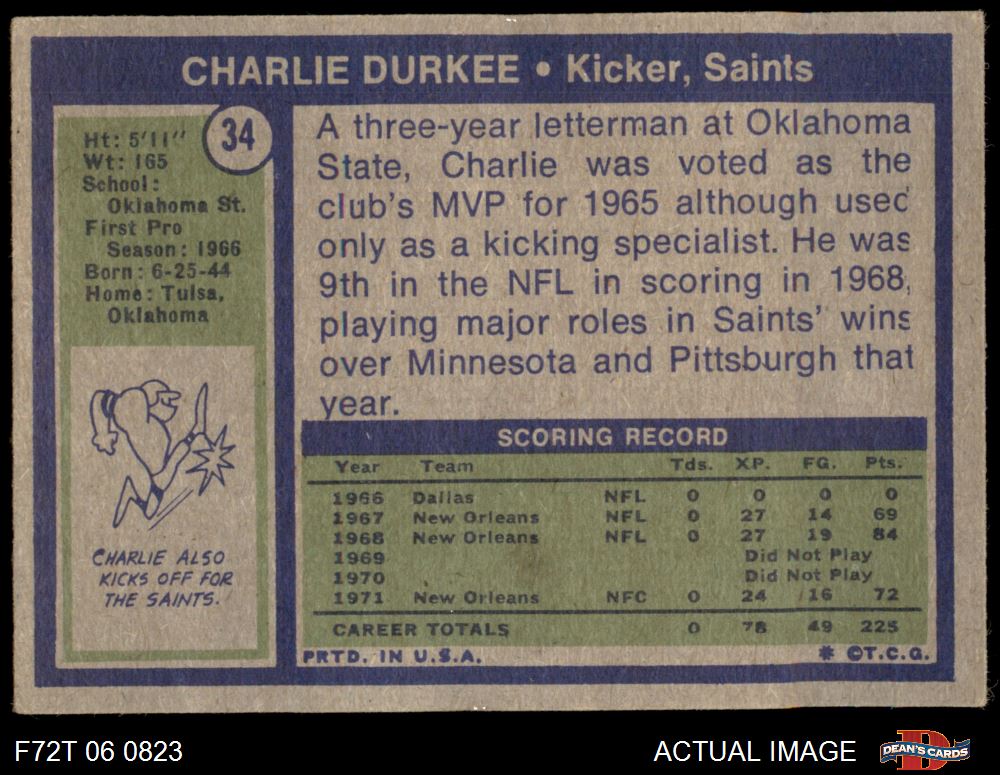 CHARLIE DURKEE • Kicker, Saints
34
Ht: 5'11"
Wt: 165
School:
Oklahoma St.
First Pro
Season: 1966
Born: 6-25-44
Home: Tulsa,
Oklahoma
CHARLIE ALSO
KICKS OFF FOR
THE SAINTS.
A three-year letterman at Oklahoma
State, Charlie was voted as the
club's MVP for 1965 although used
only as a kicking specialist. He was
9th in the NFL in scoring in 1968,
playing major roles in Saints' wins
over Minnesota and Pittsburgh that
year.
SCORING RECORD
Year Team Tds. XP. FG. Pts.
1966 Dallas NFL 0 0 0 0
1967 New Orleans NFL 0 27 14 69
1968 New Orleans NFL 0 27 19 84
1969 Did Not Play
1970 Did Not Play
1971 New Orleans NFC 0 24 16 72
CAREER TOTALS 0 78 49 225
PRTD. IN U.S.A. * ©T.C.G.
F72T 06 0823 ACTUAL IMAGE
DEAN'S CARDS